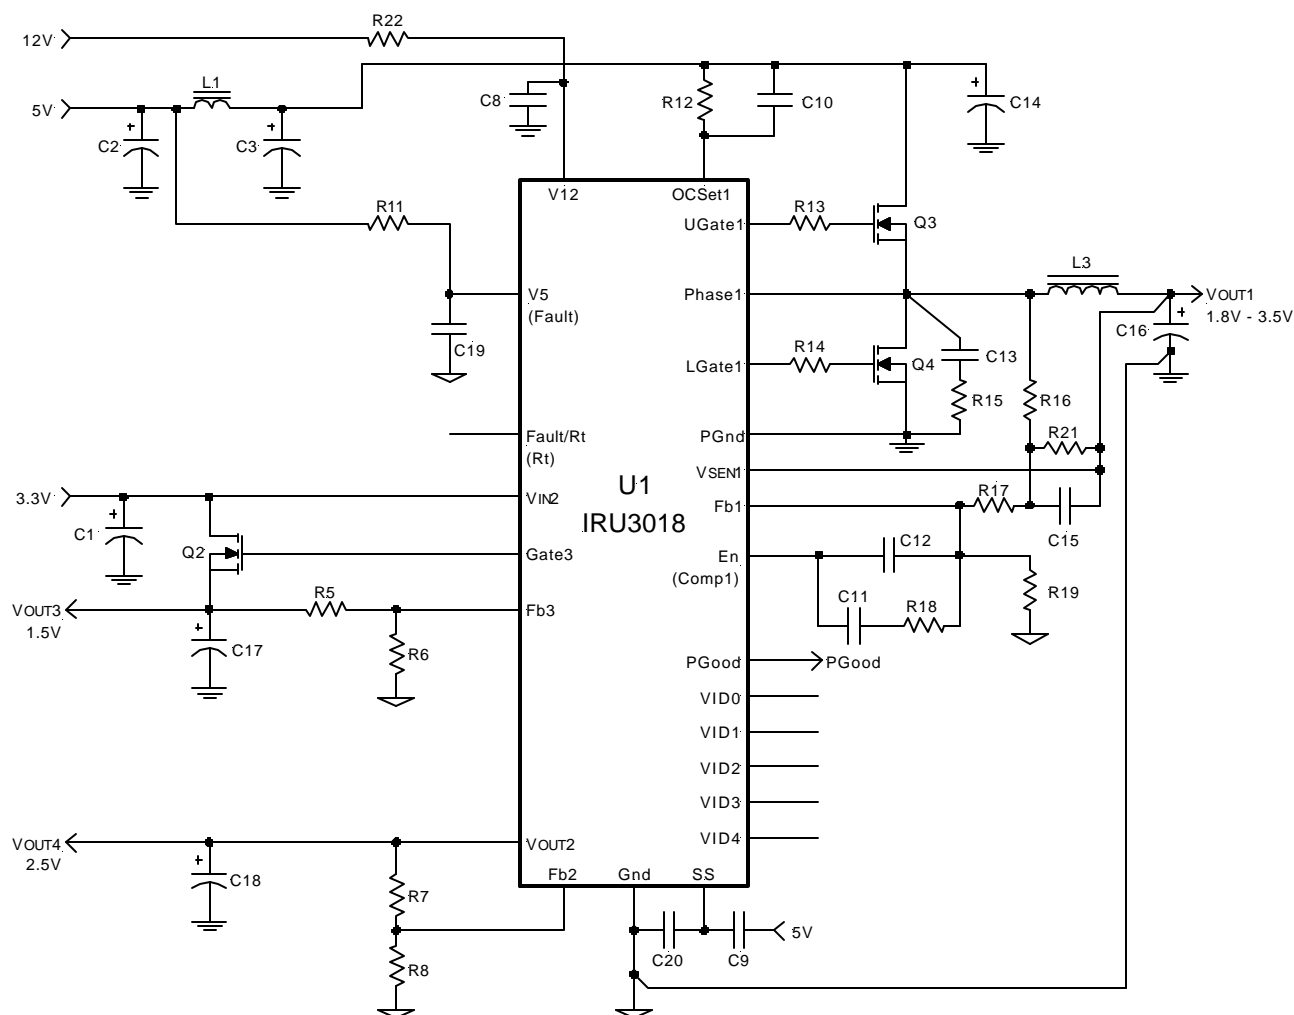 R22
12V
L1
5V
C8
R12
C10
C14
C2
C3
V12
OCSet1
R11
UGate1
R13
Q3
L3
V5
(Fault)
Phase1
VOUT1
1.8V - 3.5V
C16
C19
LGate1
R14
Q4
C13
R15
R16
Fault/Rt
(Rt)
PGnd
R21
VSEN1
U1
IRU3018
3.3V
VIN2
Fb1
R17
C15
C1
Q2
Gate3
En
(Comp1)
C12
C11
R18
R19
VOUT3
1.5V
R5
Fb3
C17
R6
PGood
PGood
VID0
VID1
VID2
VID3
VID4
VOUT4
2.5V
VOUT2
C18
R7
Fb2
Gnd
SS
R8
C20
C9
5V